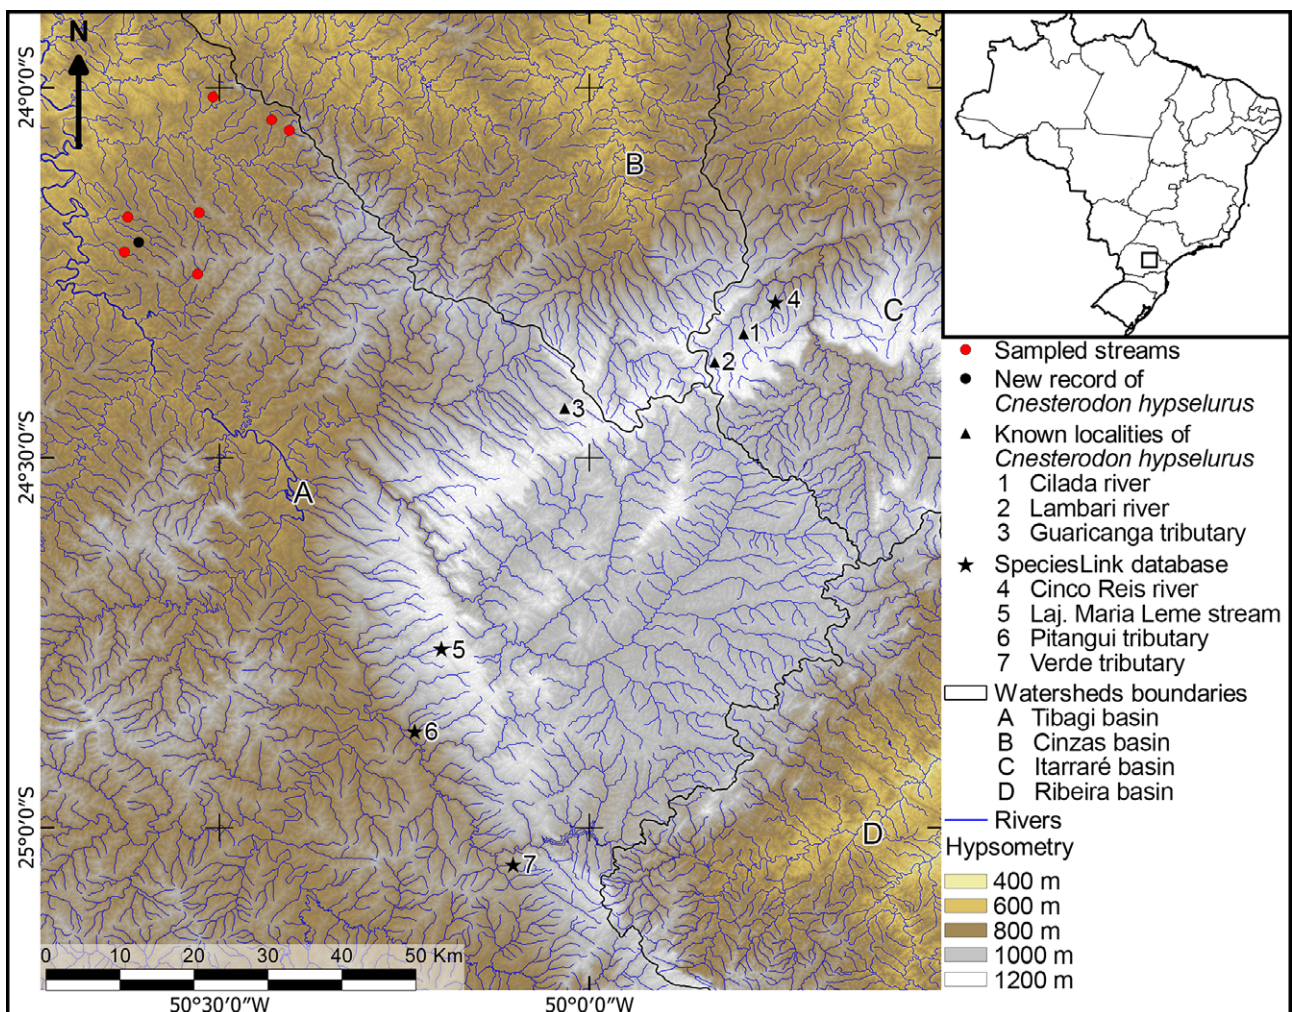 N
24°0'0"S
24°30'0"S
25°0'0"S
50°30'0"W
50°0'0"W
A
B
C
D
1
2
3
4
5
6
7
0 10 20 30 40 50 Km
Sampled streams
New record of
Cnesterodon hypselurus
Known localities of
Cnesterodon hypselurus
1 Cilada river
2 Lambari river
3 Guaricanga tributary
SpeciesLink database
4 Cinco Reis river
5 Laj. Maria Leme stream
6 Pitangui tributary
7 Verde tributary
Watersheds boundaries
A Tibagi basin
B Cinzas basin
C Itarraré basin
D Ribeira basin
Rivers
Hypsometry
400 m
600 m
800 m
1000 m
1200 m